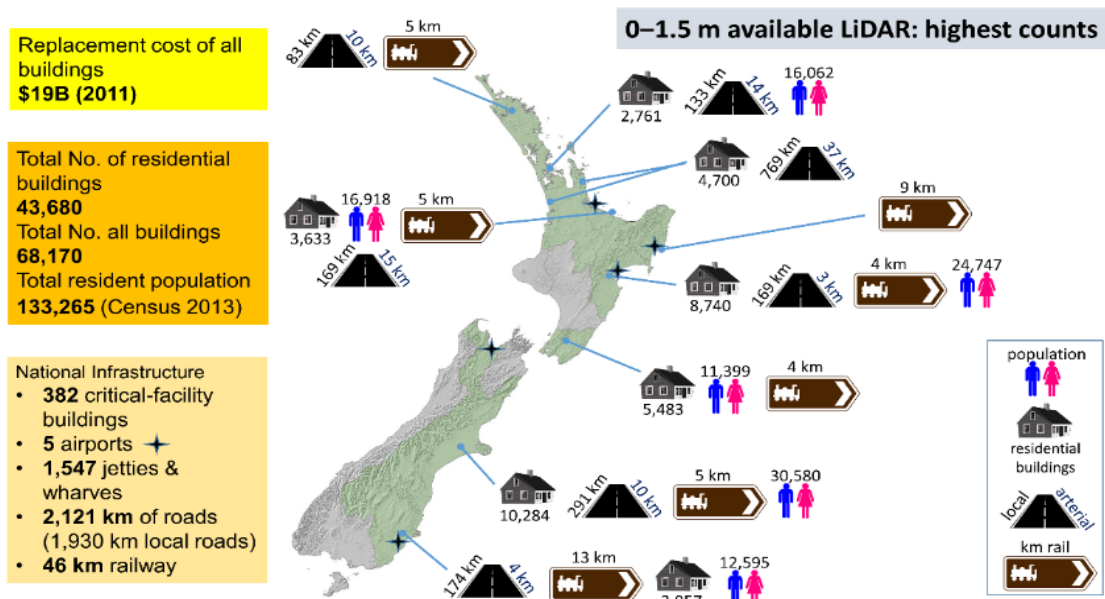 0–1.5 m available LiDAR: highest counts
Replacement cost of all
buildings
$19B (2011)
Total No. of residential
buildings
43,680
Total No. all buildings
68,170
Total resident population
133,265 (Census 2013)
National Infrastructure
• 382 critical-facility
buildings
• 5 airports
• 1,547 jetties &
wharves
• 2,121 km of roads
(1,930 km local roads)
• 46 km railway
83 km
10 km
5 km
2,761
133 km
14 km
16,062
4,700
769 km
37 km
3,633
16,918
5 km
169 km
15 km
9 km
8,740
169 km
3 km
4 km
24,747
5,483
11,399
4 km
10,284
291 km
10 km
5 km
30,580
174 km
4 km
13 km
12,595
population
residential
buildings
local
arterial
km rail